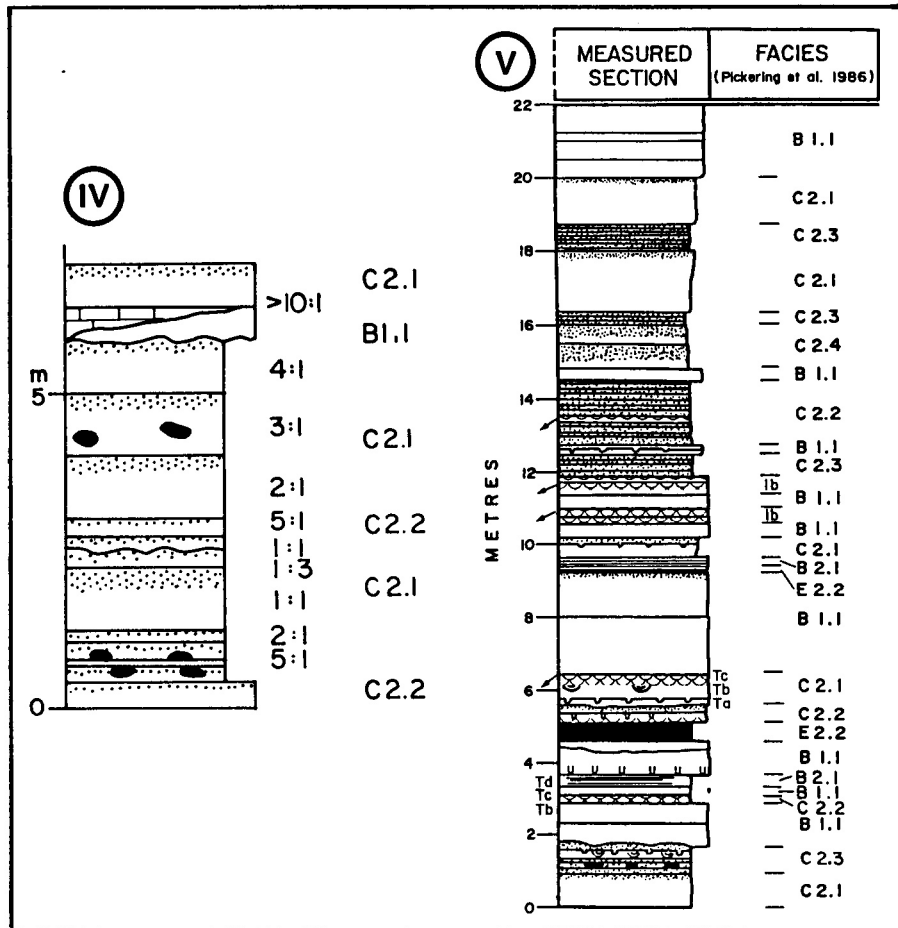 IV
m
5
0
C2.1
>10:1
B1.1
4:1
3:1
C2.1
2:1
5:1
C2.2
1:1
1:3
C2.1
1:1
2:1
5:1
C2.2
V
MEASURED SECTION
FACIES
(Pickering et al. 1986)
METRES
22
20
18
16
14
12
10
8
6
4
2
0
B 1.1
C 2.1
C 2.3
C 2.1
C 2.3
C 2.4
B 1.1
C 2.2
B 1.1
C 2.3
Ib
B 1.1
Ib
B 1.1
C 2.1
B 2.1
E 2.2
B 1.1
Tc
Tb
Ta
C 2.1
C 2.2
E 2.2
B 1.1
Td
Tc
Tb
B 2.1
B 1.1
C 2.2
B 1.1
C 2.3
C 2.1